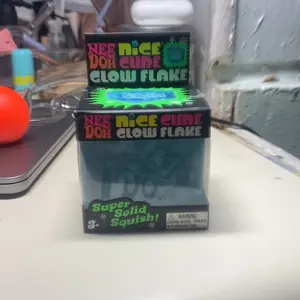 NEE DOH NiCE CUBE
GLOW FLAKE
NEE DOH NiCE CUBE
GLOW FLAKE
Super Solid Squish!
3+
WARNING: